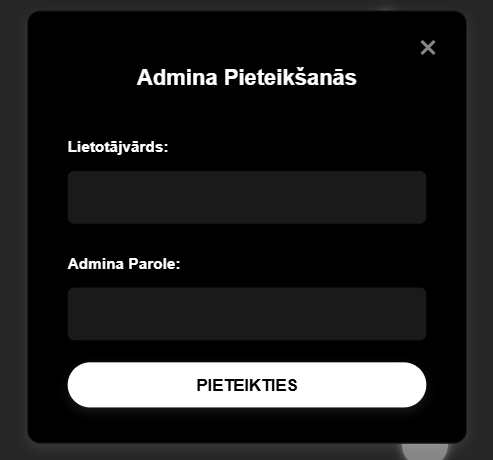 Admina Pieteikšanās
Lietotājvārds:
Admina Parole:
PIETEIKTIES